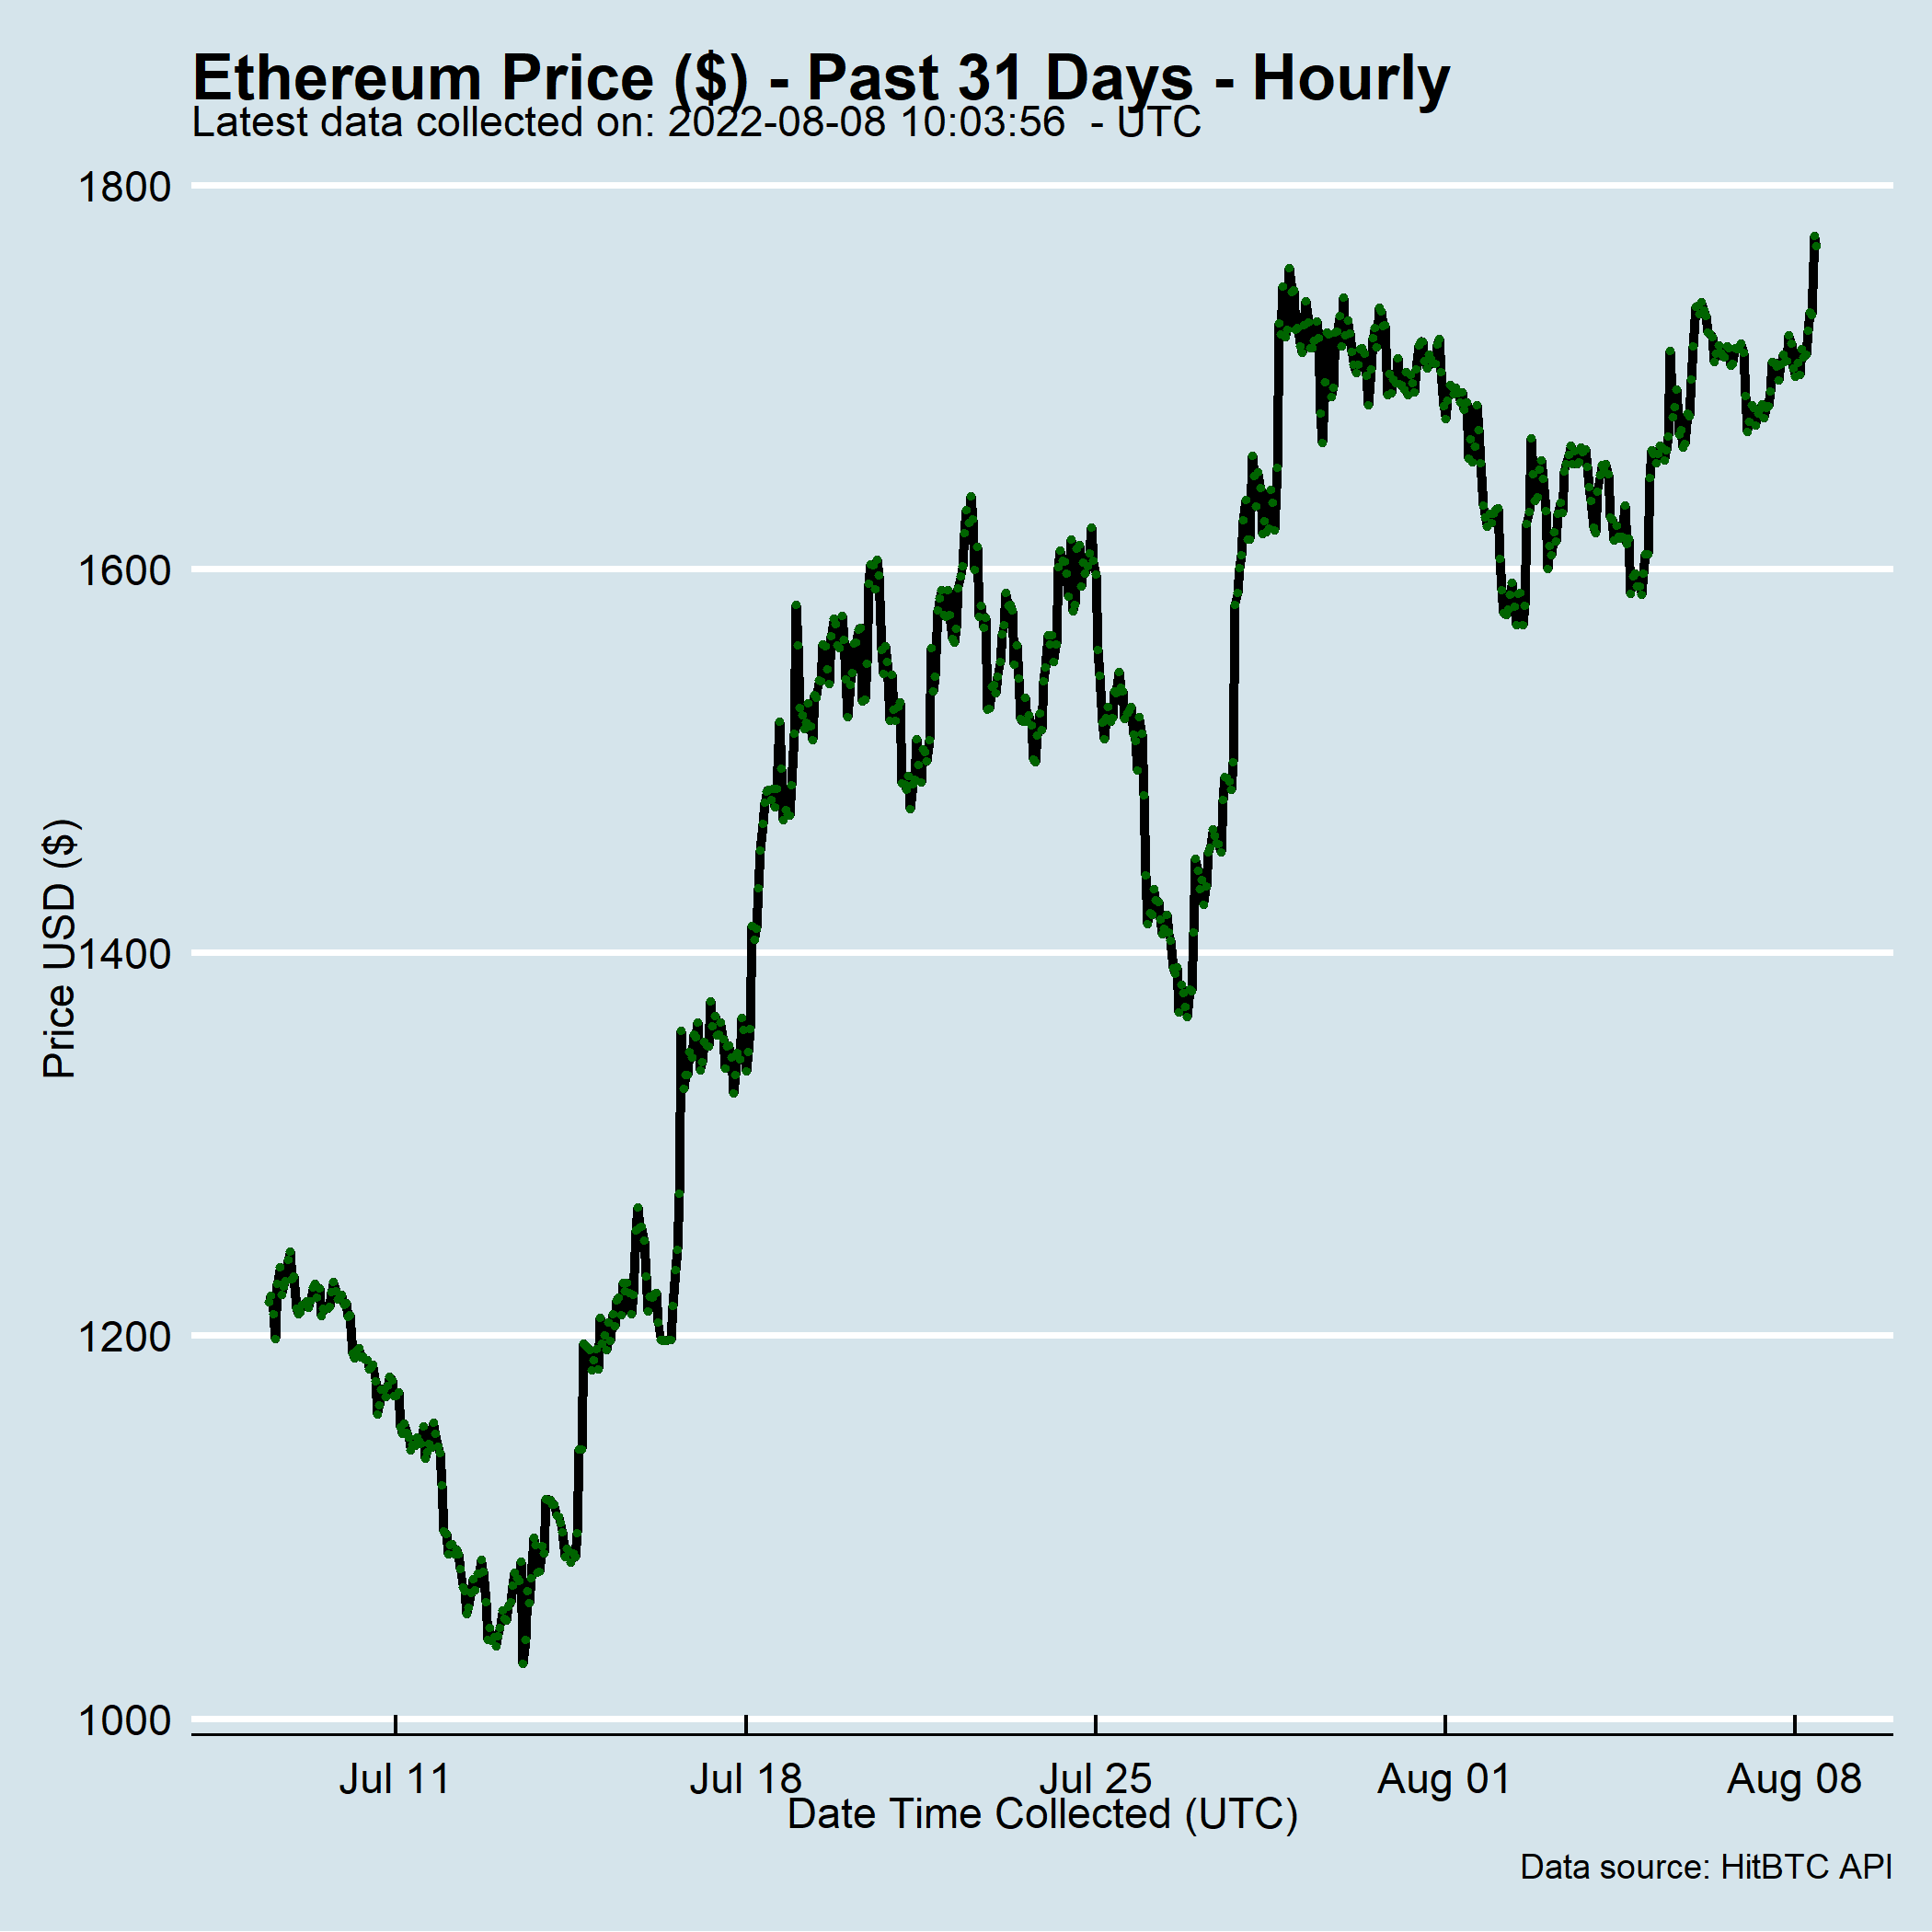 Ethereum Price ($) - Past 31 Days - Hourly
Latest data collected on: 2022-08-08 10:03:56  - UTC
1800
1600
1400
1200
1000
Price USD ($)
Jul 11 Jul 18 Jul 25 Aug 01 Aug 08
Date Time Collected (UTC)
Data source: HitBTC API